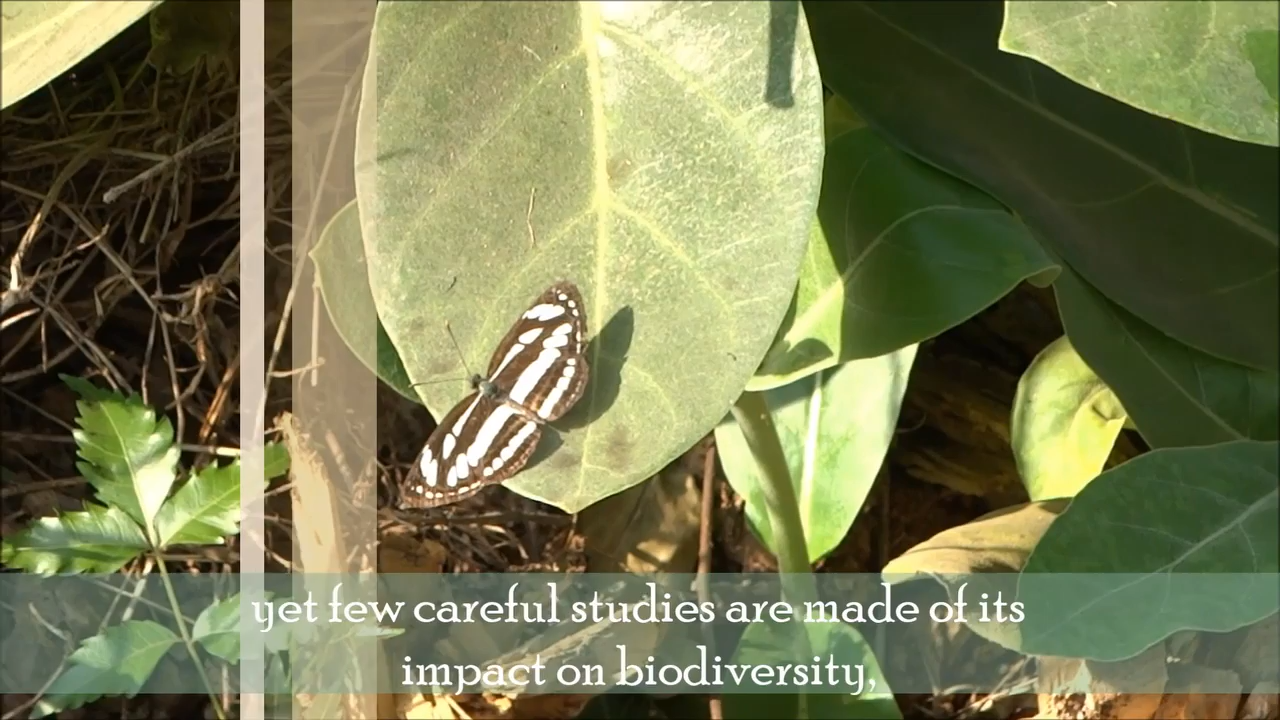 yet few careful studies are made of its
impact on biodiversity,